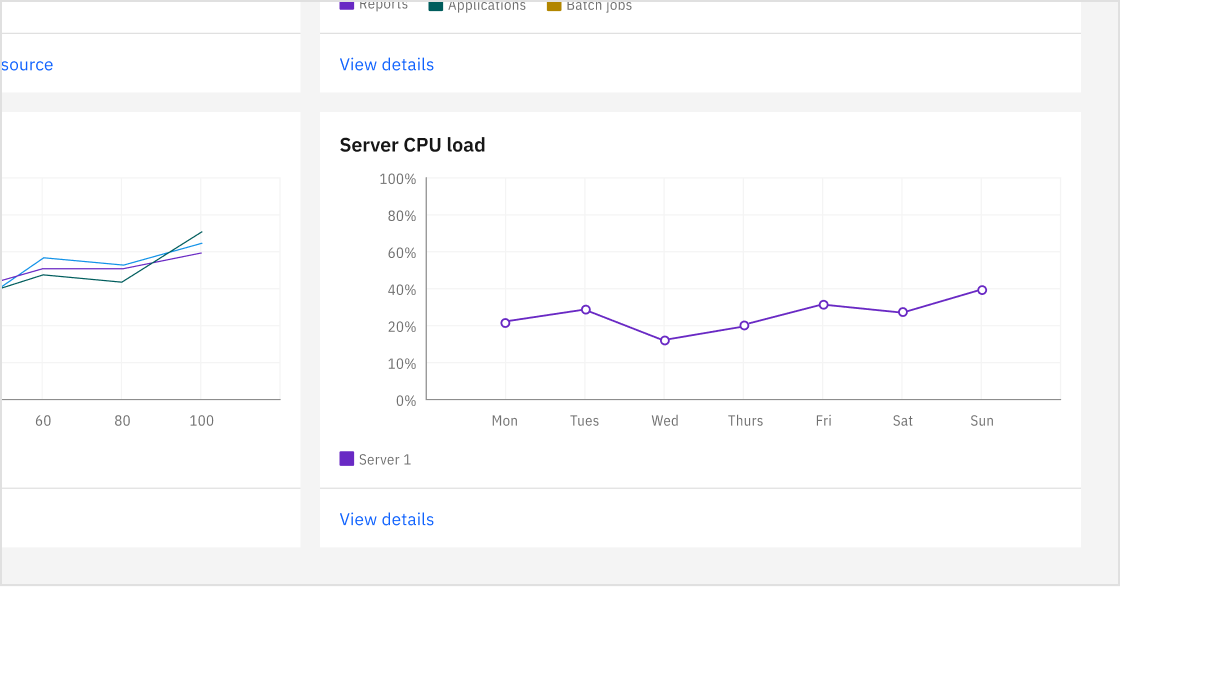 Reports Applications Batch jobs
source
View details
Server CPU load
100%
80%
60%
40%
20%
10%
0%
60 80 100
Mon Tues Wed Thurs Fri Sat Sun
Server 1
View details